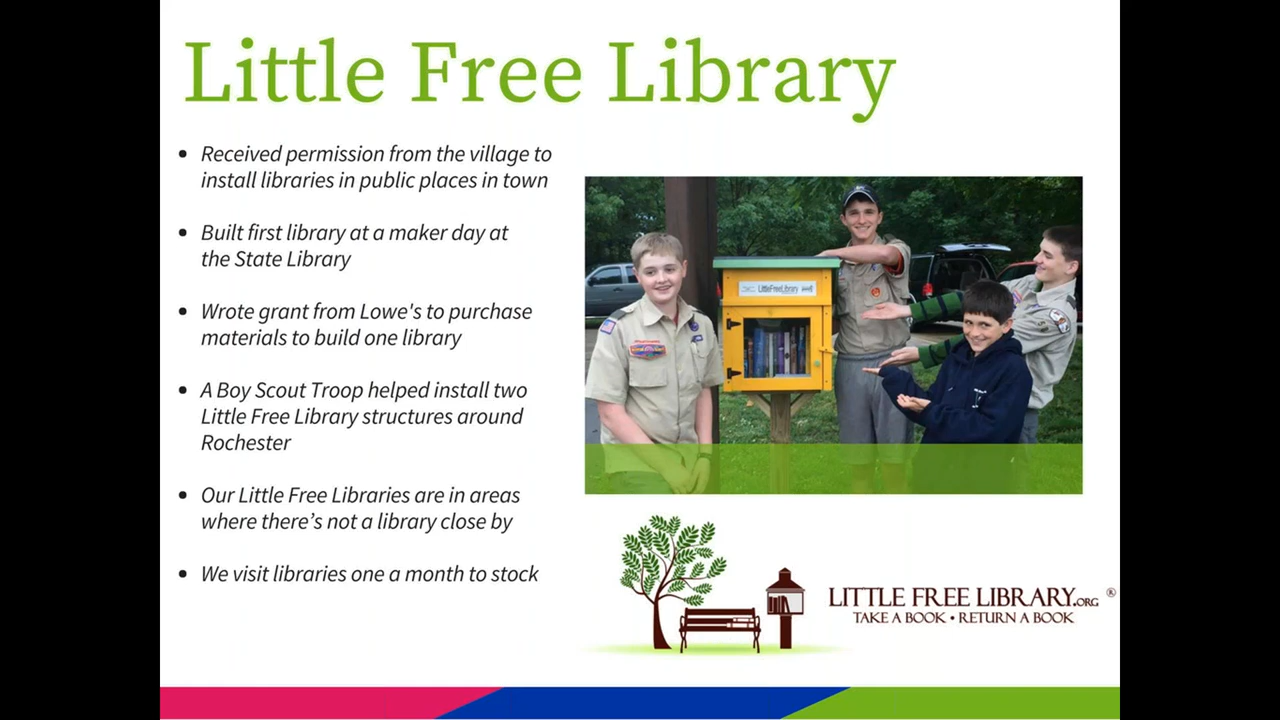 Little Free Library
• Received permission from the village to
install libraries in public places in town
• Built first library at a maker day at
the State Library
• Wrote grant from Lowe's to purchase
materials to build one library
• A Boy Scout Troop helped install two
Little Free Library structures around
Rochester
• Our Little Free Libraries are in areas
where there’s not a library close by
• We visit libraries one a month to stock
LittleFreeLibrary
LITTLE FREE LIBRARY.ORG ®
TAKE A BOOK • RETURN A BOOK